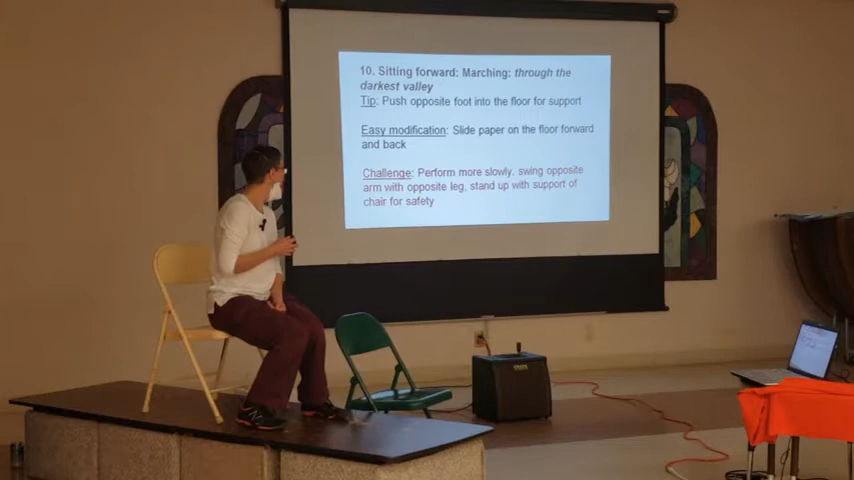 10. Sitting forward: Marching: through the
darkest valley
Tip: Push opposite foot into the floor for support
Easy modification: Slide paper on the floor forward
and back
Challenge: Perform more slowly. swing opposite
arm with opposite leg, stand up with support of
chair for safety